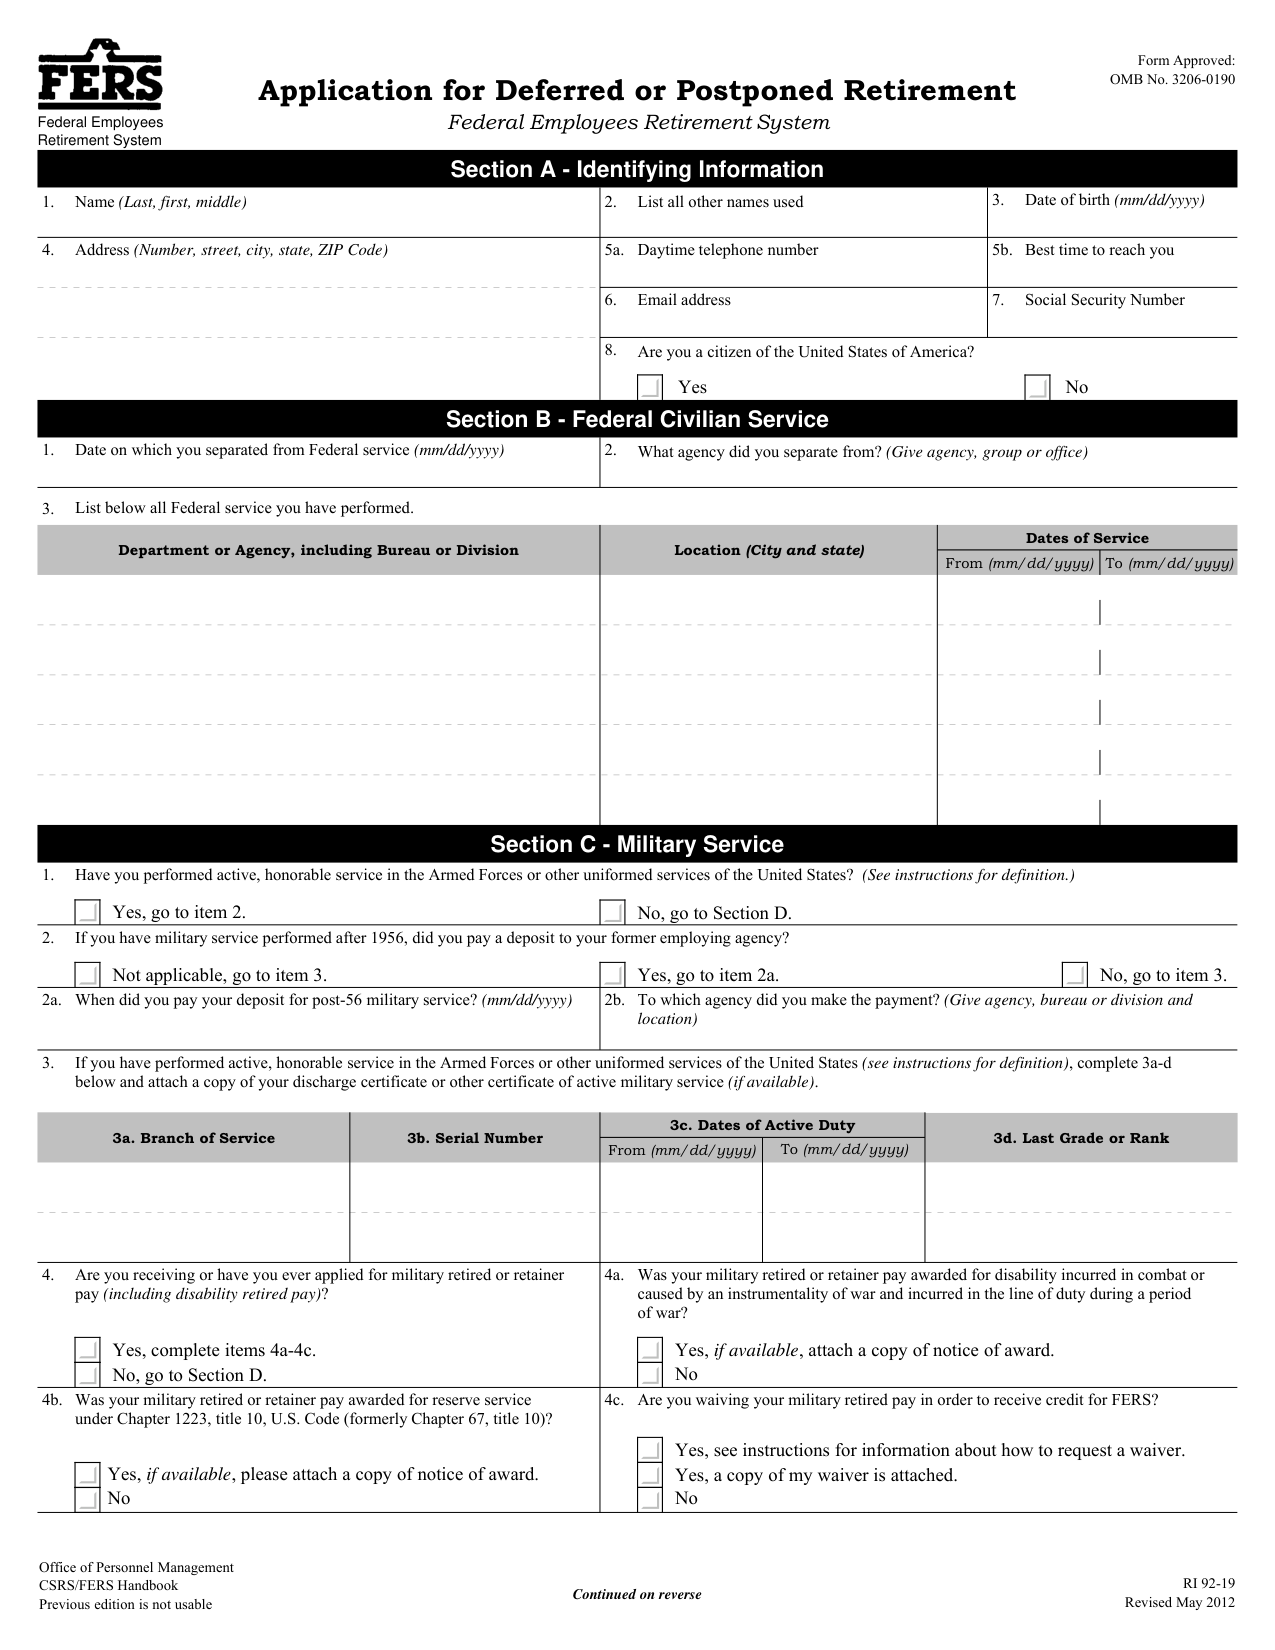 FERS
Federal Employees
Retirement System
Application for Deferred or Postponed Retirement
Federal Employees Retirement System
Form Approved:
OMB No. 3206-0190
Section A - Identifying Information
1. Name (Last, first, middle)
2. List all other names used
3. Date of birth (mm/dd/yyyy)
4. Address (Number, street, city, state, ZIP Code)
5a. Daytime telephone number
5b. Best time to reach you
6. Email address
7. Social Security Number
8. Are you a citizen of the United States of America?
Yes
No
Section B - Federal Civilian Service
1. Date on which you separated from Federal service (mm/dd/yyyy)
2. What agency did you separate from? (Give agency, group or office)
3. List below all Federal service you have performed.
Department or Agency, including Bureau or Division
Location (City and state)
Dates of Service
From (mm/dd/yyyy)
To (mm/dd/yyyy)
Section C - Military Service
1. Have you performed active, honorable service in the Armed Forces or other uniformed services of the United States? (See instructions for definition.)
Yes, go to item 2.
No, go to Section D.
2. If you have military service performed after 1956, did you pay a deposit to your former employing agency?
Not applicable, go to item 3.
Yes, go to item 2a.
No, go to item 3.
2a. When did you pay your deposit for post-56 military service? (mm/dd/yyyy)
2b. To which agency did you make the payment? (Give agency, bureau or division and
location)
3. If you have performed active, honorable service in the Armed Forces or other uniformed services of the United States (see instructions for definition), complete 3a-d
below and attach a copy of your discharge certificate or other certificate of active military service (if available).
3a. Branch of Service
3b. Serial Number
3c. Dates of Active Duty
From (mm/dd/yyyy)
To (mm/dd/yyyy)
3d. Last Grade or Rank
4. Are you receiving or have you ever applied for military retired or retainer
pay (including disability retired pay)?
Yes, complete items 4a-4c.
No, go to Section D.
4a. Was your military retired or retainer pay awarded for disability incurred in combat or
caused by an instrumentality of war and incurred in the line of duty during a period
of war?
Yes, if available, attach a copy of notice of award.
No
4b. Was your military retired or retainer pay awarded for reserve service
under Chapter 1223, title 10, U.S. Code (formerly Chapter 67, title 10)?
Yes, if available, please attach a copy of notice of award.
No
4c. Are you waiving your military retired pay in order to receive credit for FERS?
Yes, see instructions for information about how to request a waiver.
Yes, a copy of my waiver is attached.
No
Office of Personnel Management
CSRS/FERS Handbook
Previous edition is not usable
Continued on reverse
RI 92-19
Revised May 2012